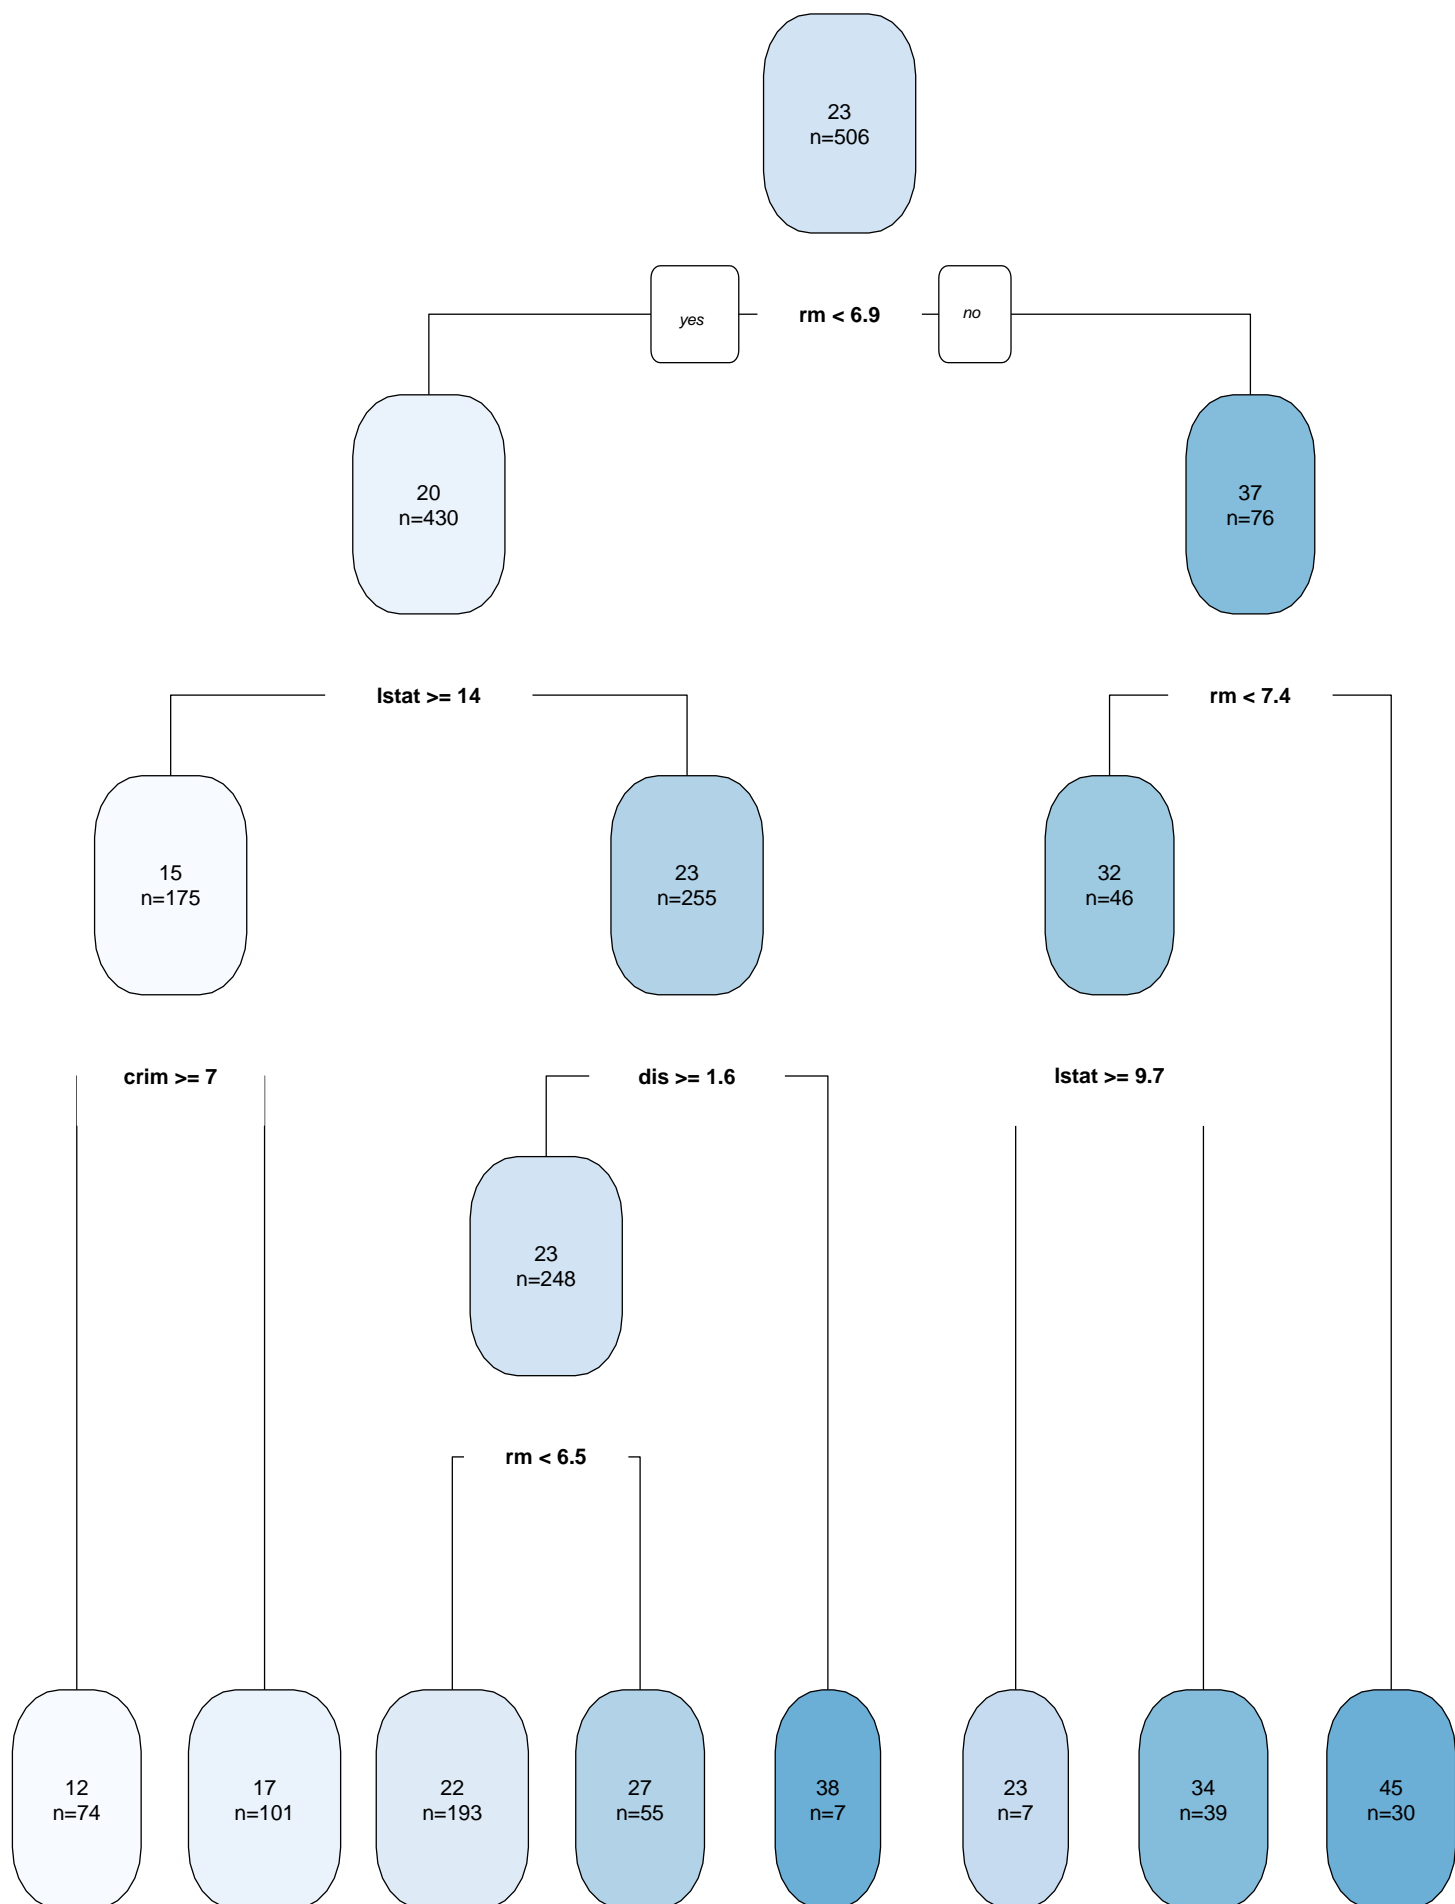 23
n=506
yes
rm < 6.9
no
20
n=430
37
n=76
lstat >= 14
rm < 7.4
15
n=175
23
n=255
32
n=46
crim >= 7
dis >= 1.6
lstat >= 9.7
23
n=248
rm < 6.5
12
n=74
17
n=101
22
n=193
27
n=55
38
n=7
23
n=7
34
n=39
45
n=30